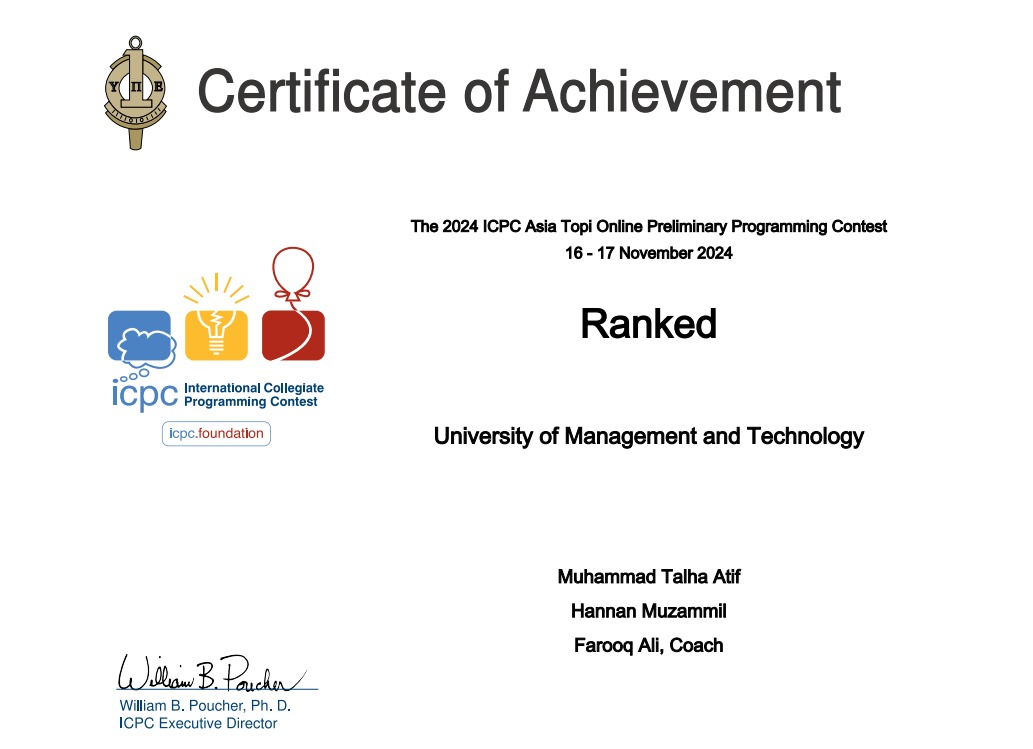 Υ Π Ε
Certificate of Achievement
The 2024 ICPC Asia Topi Online Preliminary Programming Contest
16 - 17 November 2024
Ranked
icpc International Collegiate
Programming Contest
icpc.foundation
University of Management and Technology
Muhammad Talha Atif
Hannan Muzammil
Farooq Ali, Coach
William B. Poucher
William B. Poucher, Ph. D.
ICPC Executive Director